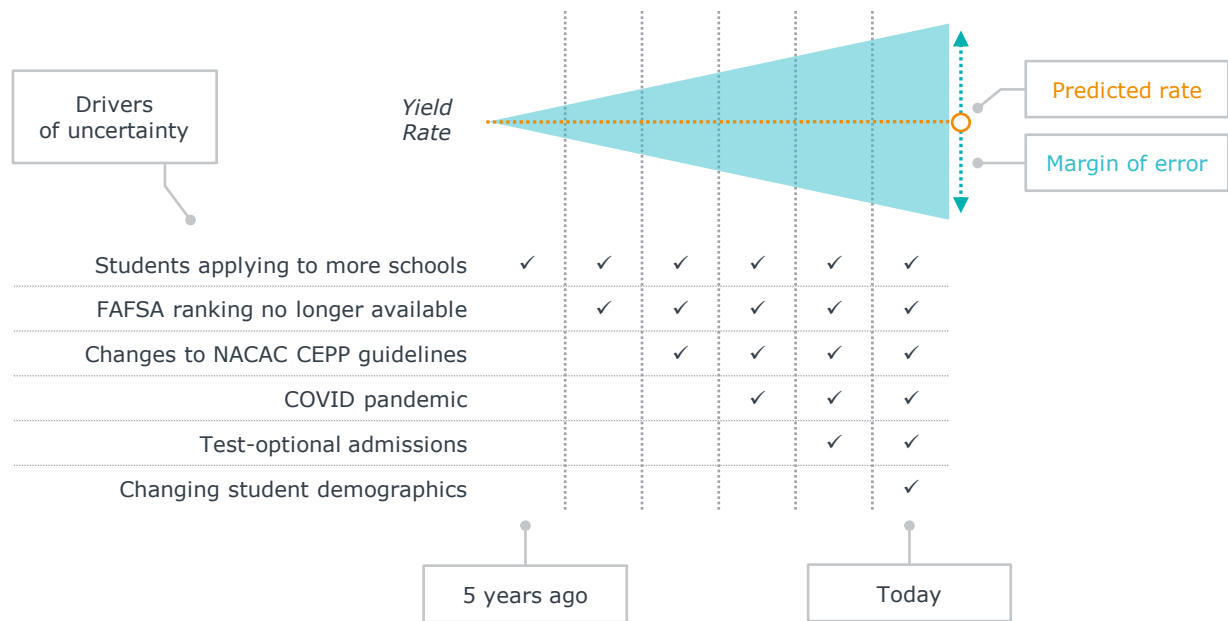 Drivers
of uncertainty
Yield
Rate
Predicted rate
Margin of error
Students applying to more schools ✓ ✓ ✓ ✓ ✓ ✓
FAFSA ranking no longer available ✓ ✓ ✓ ✓ ✓
Changes to NACAC CEPP guidelines ✓ ✓ ✓ ✓
COVID pandemic ✓ ✓ ✓
Test-optional admissions ✓ ✓
Changing student demographics ✓
5 years ago
Today